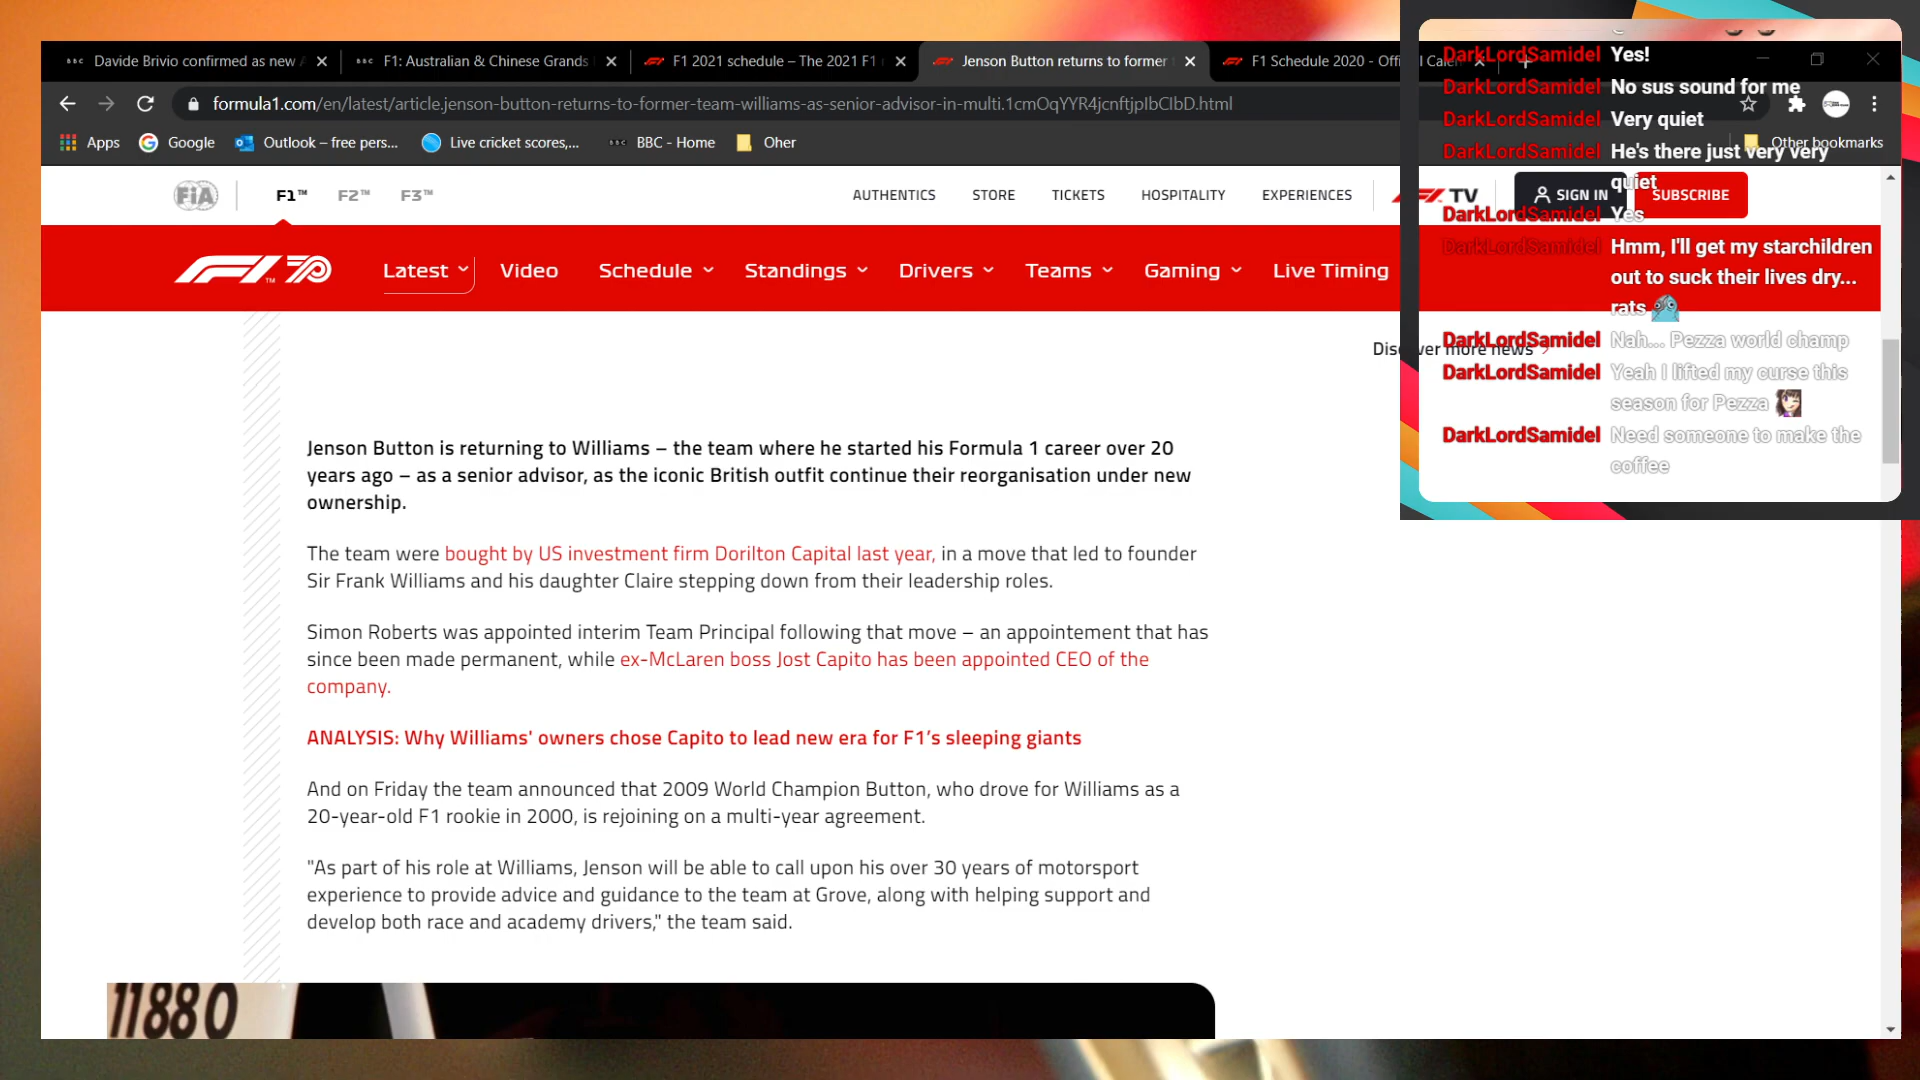 Davide Brivio confirmed as new
F1: Australian & Chinese Grands
F1 2021 schedule – The 2021 F1
Jenson Button returns to former
F1 Schedule 2020 - Offi l Cale
formula1.com/en/latest/article.jenson-button-returns-to-former-team-williams-as-senior-advisor-in-multi.1cmOqYYR4jcnftjpIbCIbD.html
Apps
Google
Outlook – free pers...
Live cricket scores,...
BBC - Home
Oher
Other bookmarks
FiA
F1™
F2™
F3™
AUTHENTICS
STORE
TICKETS
HOSPITALITY
EXPERIENCES
F1 TV
SIGN IN
SUBSCRIBE
F1 70
Latest
Video
Schedule
Standings
Drivers
Teams
Gaming
Live Timing
Discover more news
Jenson Button is returning to Williams – the team where he started his Formula 1 career over 20
years ago – as a senior advisor, as the iconic British outfit continue their reorganisation under new
ownership.
The team were bought by US investment firm Dorilton Capital last year, in a move that led to founder
Sir Frank Williams and his daughter Claire stepping down from their leadership roles.
Simon Roberts was appointed interim Team Principal following that move – an appointement that has
since been made permanent, while ex-McLaren boss Jost Capito has been appointed CEO of the
company.
ANALYSIS: Why Williams' owners chose Capito to lead new era for F1's sleeping giants
And on Friday the team announced that 2009 World Champion Button, who drove for Williams as a
20-year-old F1 rookie in 2000, is rejoining on a multi-year agreement.
"As part of his role at Williams, Jenson will be able to call upon his over 30 years of motorsport
experience to provide advice and guidance to the team at Grove, along with helping support and
develop both race and academy drivers," the team said.
11880
DarkLordSamidel Yes!
DarkLordSamidel No sus sound for me
DarkLordSamidel Very quiet
DarkLordSamidel He's there just very very
quiet
DarkLordSamidel Yes
DarkLordSamidel Hmm, I'll get my starchildren
out to suck their lives dry...
rats
DarkLordSamidel Nah... Pezza world champ
DarkLordSamidel Yeah I lifted my curse this
season for Pezza
DarkLordSamidel Need someone to make the
coffee